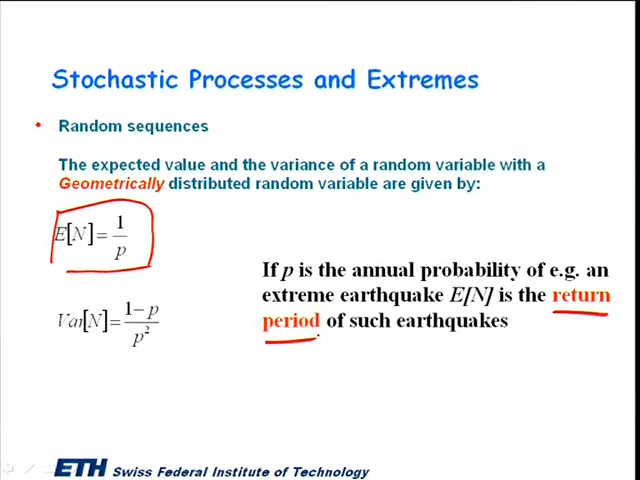 Stochastic Processes and Extremes
• Random sequences
The expected value and the variance of a random variable with a
Geometrically distributed random variable are given by:
E[N] = 1/p
Var[N] = (1−p)/p²
If p is the annual probability of e.g. an
extreme earthquake E[N] is the return
period of such earthquakes
ETH Swiss Federal Institute of Technology